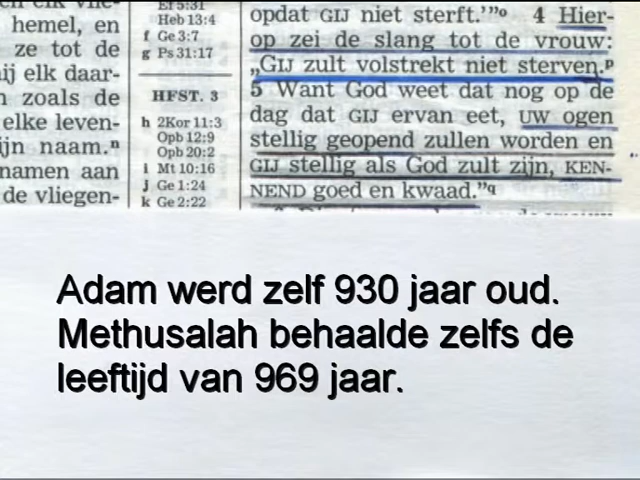 hemel, en
ze tot de
ij elk daar-
zoals de
elke leven-
ijn naam.ⁿ
namen aan
de vliegen-
Ef 5:31
Heb 13:4
f Ge 3:7
g Ps 31:17
HFST. 3
h 2Kor 11:3
Opb 12:9
Opb 20:2
i Mt 10:16
j Ge 1:24
k Ge 2:22
opdat GIJ niet sterft.’”º 4 Hier-
op zei de slang tot de vrouw:
„GIJ zult volstrekt niet sterven.ᵖ
5 Want God weet dat nog op de
dag dat GIJ ervan eet, UW ogen
stellig geopend zullen worden en
GIJ stellig als God zult zijn, KEN-
NEND goed en kwaad.”q
Adam werd zelf 930 jaar oud.
Methusalah behaalde zelfs de
leeftijd van 969 jaar.